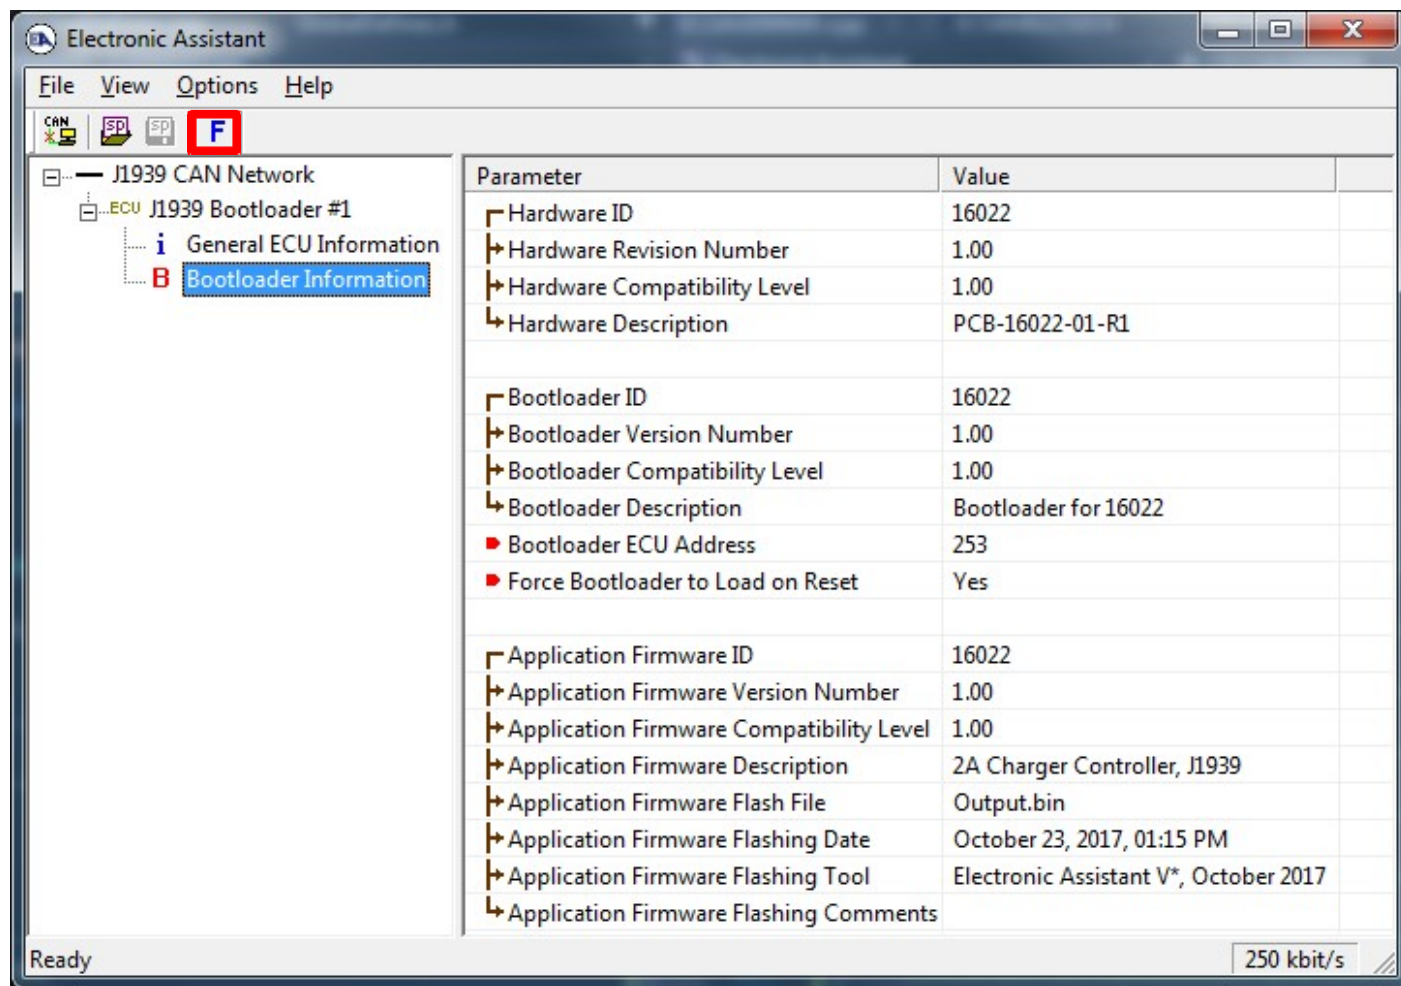 Electronic Assistant
File View Options Help
CAN SP SP F
J1939 CAN Network
ECU J1939 Bootloader #1
i General ECU Information
B Bootloader Information
Parameter Value
Hardware ID 16022
Hardware Revision Number 1.00
Hardware Compatibility Level 1.00
Hardware Description PCB-16022-01-R1
Bootloader ID 16022
Bootloader Version Number 1.00
Bootloader Compatibility Level 1.00
Bootloader Description Bootloader for 16022
Bootloader ECU Address 253
Force Bootloader to Load on Reset Yes
Application Firmware ID 16022
Application Firmware Version Number 1.00
Application Firmware Compatibility Level 1.00
Application Firmware Description 2A Charger Controller, J1939
Application Firmware Flash File Output.bin
Application Firmware Flashing Date October 23, 2017, 01:15 PM
Application Firmware Flashing Tool Electronic Assistant V*, October 2017
Application Firmware Flashing Comments
Ready 250 kbit/s